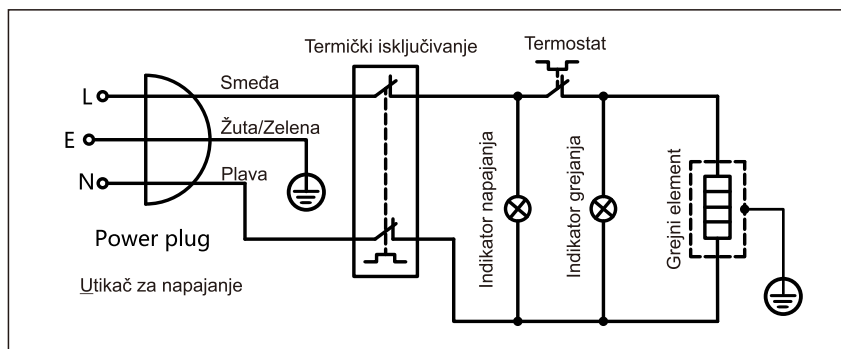 Termički isključivanje
Termostat
L
Smeđa
E
Žuta/Zelena
N
Plava
Power plug
Utikač za napajanje
Indikator napajanja
Indikator grejanja
Grejni element